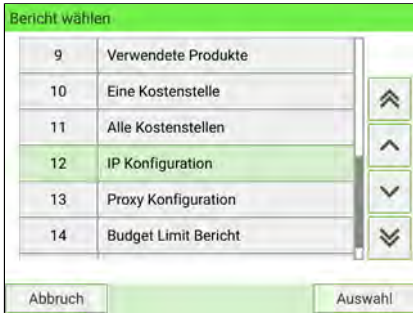 Bericht wählen
9 Verwendete Produkte
10 Eine Kostenstelle
11 Alle Kostenstellen
12 IP Konfiguration
13 Proxy Konfiguration
14 Budget Limit Bericht
Abbruch Auswahl